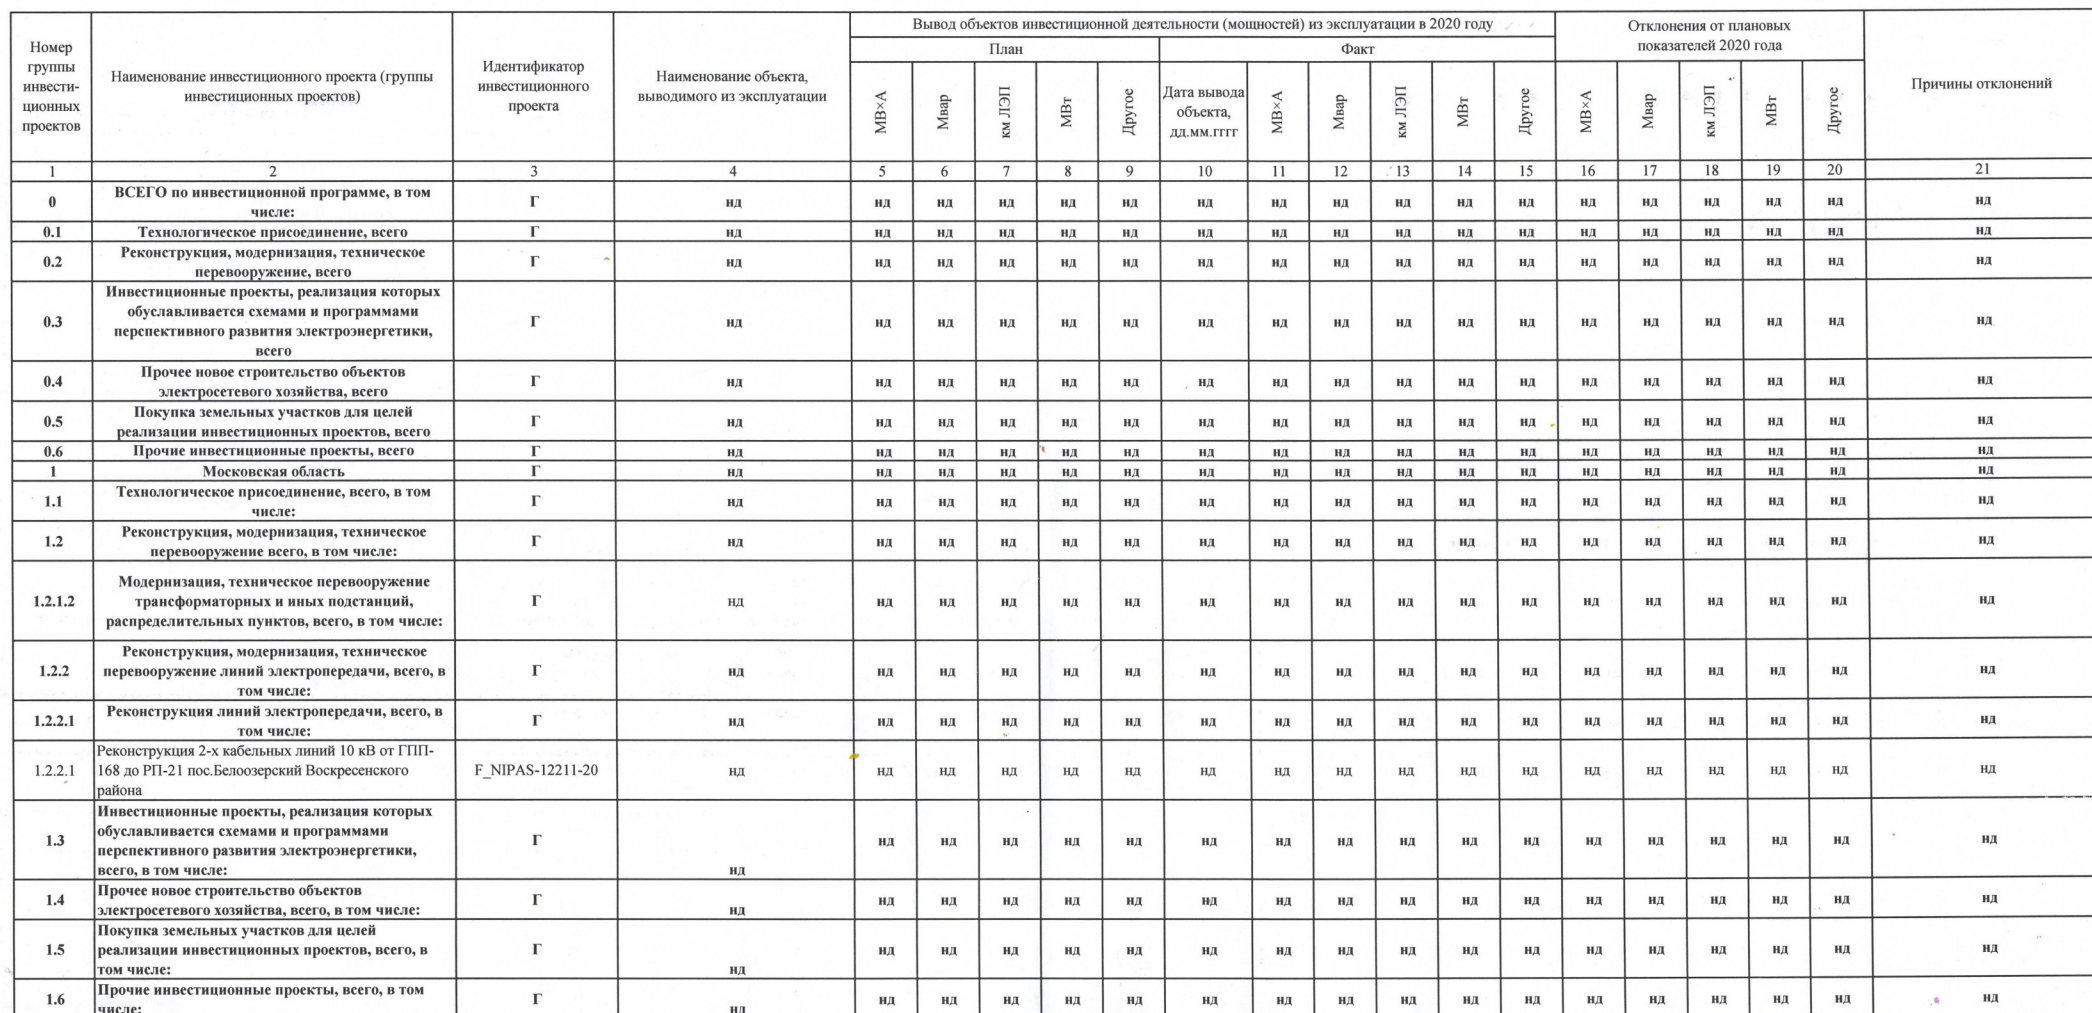 Номер группы инвести-ционных проектов
Наименование инвестиционного проекта (группы инвестиционных проектов)
Идентификатор инвестиционного проекта
Наименование объекта, выводимого из эксплуатации
Вывод объектов инвестиционной деятельности (мощностей) из эксплуатации в 2020 году
Отклонения от плановых показателей 2020 года
Причины отклонений
План
Факт
МВ×А Мвар км ЛЭП МВт Другое Дата вывода объекта, дд.мм.гггг МВ×А Мвар км ЛЭП МВт Другое МВ×А Мвар км ЛЭП МВт Другое
1 2 3 4 5 6 7 8 9 10 11 12 13 14 15 16 17 18 19 20 21
0 ВСЕГО по инвестиционной программе, в том числе: Г нд нд нд нд нд нд нд нд нд нд нд нд нд нд нд нд нд нд
0.1 Технологическое присоединение, всего Г нд нд нд нд нд нд нд нд нд нд нд нд нд нд нд нд нд нд
0.2 Реконструкция, модернизация, техническое перевооружение, всего Г нд нд нд нд нд нд нд нд нд нд нд нд нд нд нд нд нд нд
0.3 Инвестиционные проекты, реализация которых обуславливается схемами и программами перспективного развития электроэнергетики, всего Г нд нд нд нд нд нд нд нд нд нд нд нд нд нд нд нд нд нд
0.4 Прочее новое строительство объектов электросетевого хозяйства, всего Г нд нд нд нд нд нд нд нд нд нд нд нд нд нд нд нд нд нд
0.5 Покупка земельных участков для целей реализации инвестиционных проектов, всего Г нд нд нд нд нд нд нд нд нд нд нд нд нд нд нд нд нд нд
0.6 Прочие инвестиционные проекты, всего Г нд нд нд нд нд нд нд нд нд нд нд нд нд нд нд нд нд нд
1 Московская область Г нд нд нд нд нд нд нд нд нд нд нд нд нд нд нд нд нд нд
1.1 Технологическое присоединение, всего, в том числе: Г нд нд нд нд нд нд нд нд нд нд нд нд нд нд нд нд нд нд
1.2 Реконструкция, модернизация, техническое перевооружение всего, в том числе: Г нд нд нд нд нд нд нд нд нд нд нд нд нд нд нд нд нд нд
1.2.1.2 Модернизация, техническое перевооружение трансформаторных и иных подстанций, распределительных пунктов, всего, в том числе: Г нд нд нд нд нд нд нд нд нд нд нд нд нд нд нд нд нд нд
1.2.2 Реконструкция, модернизация, техническое перевооружение линий электропередачи, всего, в том числе: Г нд нд нд нд нд нд нд нд нд нд нд нд нд нд нд нд нд нд
1.2.2.1 Реконструкция линий электропередачи, всего, в том числе: Г нд нд нд нд нд нд нд нд нд нд нд нд нд нд нд нд нд нд
1.2.2.1 Реконструкция 2-х кабельных линий 10 кВ от ГПП-168 до РП-21 пос.Белоозерский Воскресенского района F_NIPAS-12211-20 нд нд нд нд нд нд нд нд нд нд нд нд нд нд нд нд нд нд
1.3 Инвестиционные проекты, реализация которых обуславливается схемами и программами перспективного развития электроэнергетики, всего, в том числе: Г нд нд нд нд нд нд нд нд нд нд нд нд нд нд нд нд нд нд
1.4 Прочее новое строительство объектов электросетевого хозяйства, всего, в том числе: Г нд нд нд нд нд нд нд нд нд нд нд нд нд нд нд нд нд нд
1.5 Покупка земельных участков для целей реализации инвестиционных проектов, всего, в том числе: Г нд нд нд нд нд нд нд нд нд нд нд нд нд нд нд нд нд нд
1.6 Прочие инвестиционные проекты, всего, в том числе: Г нд нд нд нд нд нд нд нд нд нд нд нд нд нд нд нд нд нд